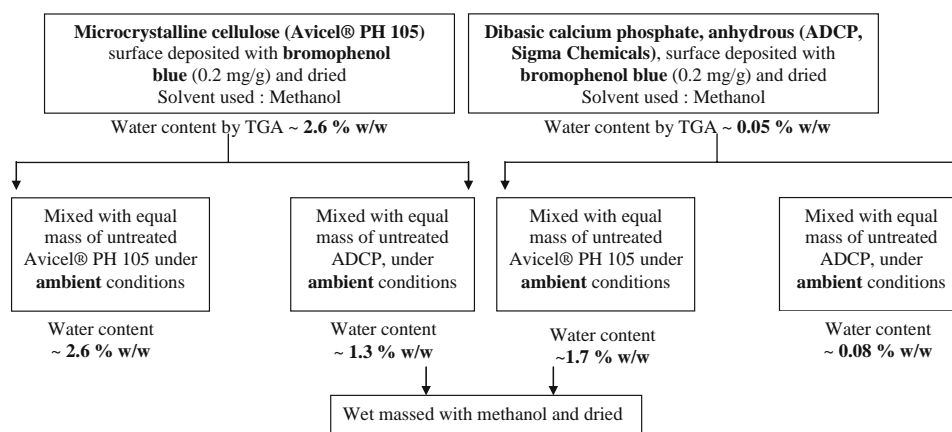 Microcrystalline cellulose (Avicel® PH 105)
surface deposited with bromophenol
blue (0.2 mg/g) and dried
Solvent used : Methanol
Dibasic calcium phosphate, anhydrous (ADCP,
Sigma Chemicals), surface deposited with
bromophenol blue (0.2 mg/g) and dried
Solvent used : Methanol
Water content by TGA ~ 2.6 % w/w
Water content by TGA ~ 0.05 % w/w
Mixed with equal
mass of untreated
Avicel® PH 105 under
ambient conditions
Mixed with equal
mass of untreated
ADCP, under
ambient conditions
Mixed with equal
mass of untreated
Avicel® PH 105 under
ambient conditions
Mixed with equal
mass of untreated
ADCP, under
ambient conditions
Water content
~ 2.6 % w/w
Water content
~ 1.3 % w/w
Water content
~1.7 % w/w
Water content
~ 0.08 % w/w
Wet massed with methanol and dried